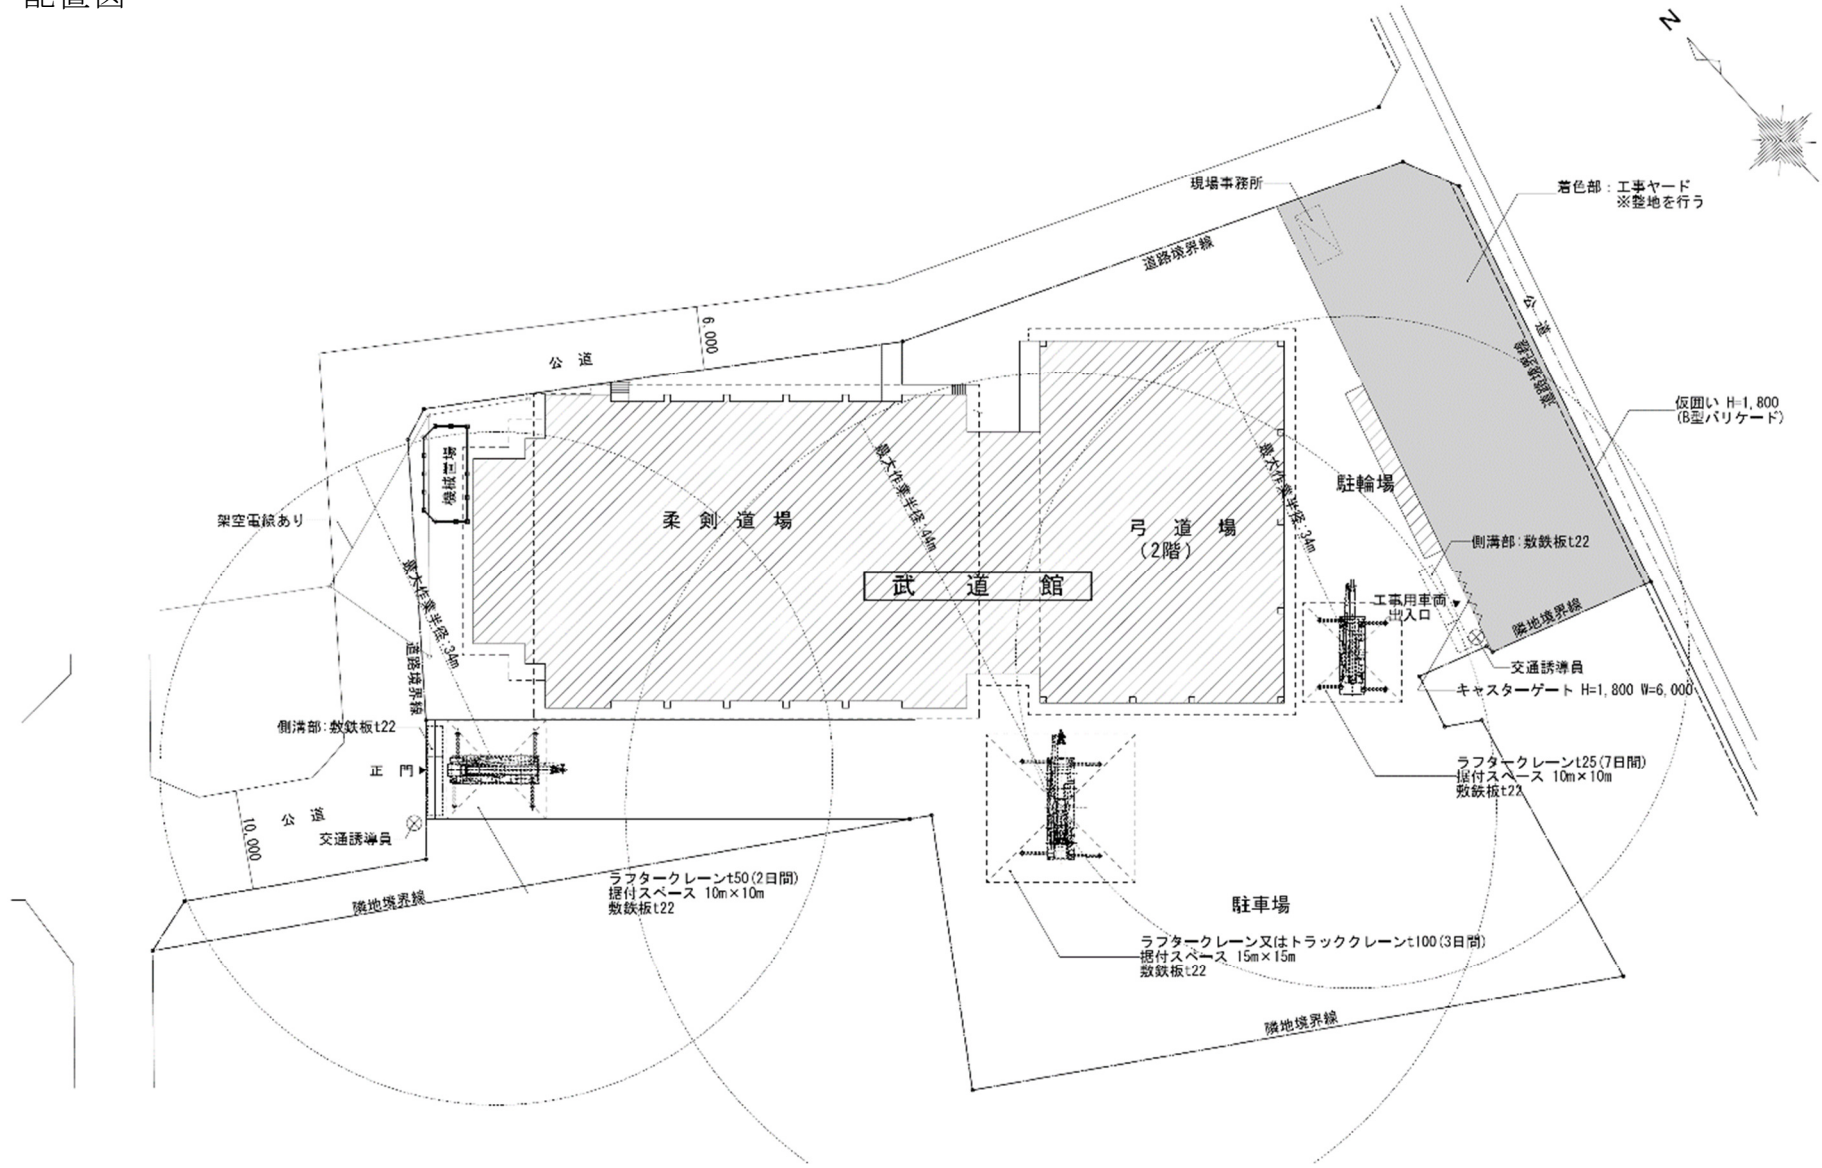 配置図
N
現場事務所
着色部：工事ヤード
※整地を行う
道路境界線
公道
道路境界線
仮囲い H=1,800
(B型バリケード)
6,000
公道
機械置場
架空電線あり
最大作業半径:34m
道路境界線
柔剣道場
最大作業半径:44m
弓道場
(2階)
武道館
最大作業半径:34m
駐輪場
側溝部:敷鉄板t22
工事用車両
出入口
隣地境界線
交通誘導員
キャスターゲート H=1,800 W=6,000
側溝部:敷鉄板t22
正門
公道
10,000
交通誘導員
隣地境界線
ラフタークレーンt50(2日間)
据付スペース 10m×10m
敷鉄板t22
ラフタークレーンt25(7日間)
据付スペース 10m×10m
敷鉄板t22
駐車場
ラフタークレーン又はトラッククレーンt100(3日間)
据付スペース 15m×15m
敷鉄板t22
隣地境界線